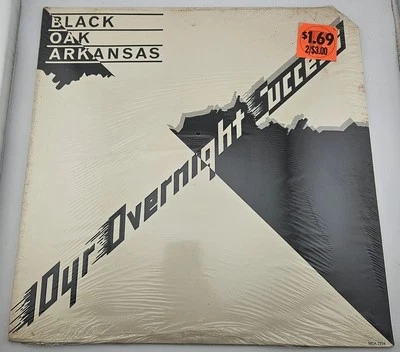 BLACK
OAK
ARKANSAS
$1.69
2/$3.00
10yr Overnight Success